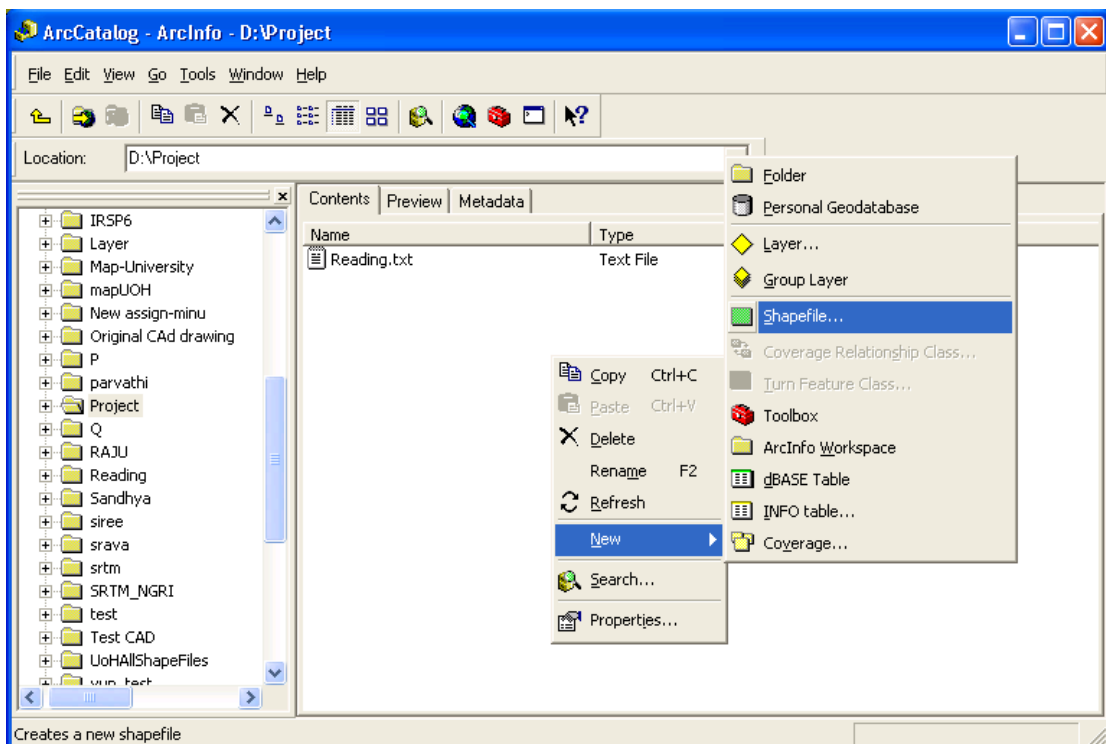 ArcCatalog - ArcInfo - D:\Project
File Edit View Go Tools Window Help
Location: D:\Project
IRSP6
Layer
Map-University
mapUOH
New assign-minu
Original CAd drawing
P
parvathi
Project
Q
RAJU
Reading
Sandhya
siree
srava
srtm
SRTM_NGRI
test
Test CAD
UoHAllShapeFiles
Contents Preview Metadata
Name Type
Reading.txt Text File
Copy Ctrl+C
Paste Ctrl+V
Delete
Rename F2
Refresh
New
Search...
Properties...
Folder
Personal Geodatabase
Layer...
Group Layer
Shapefile...
Coverage Relationship Class...
Turn Feature Class...
Toolbox
ArcInfo Workspace
dBASE Table
INFO table...
Coverage...
Creates a new shapefile